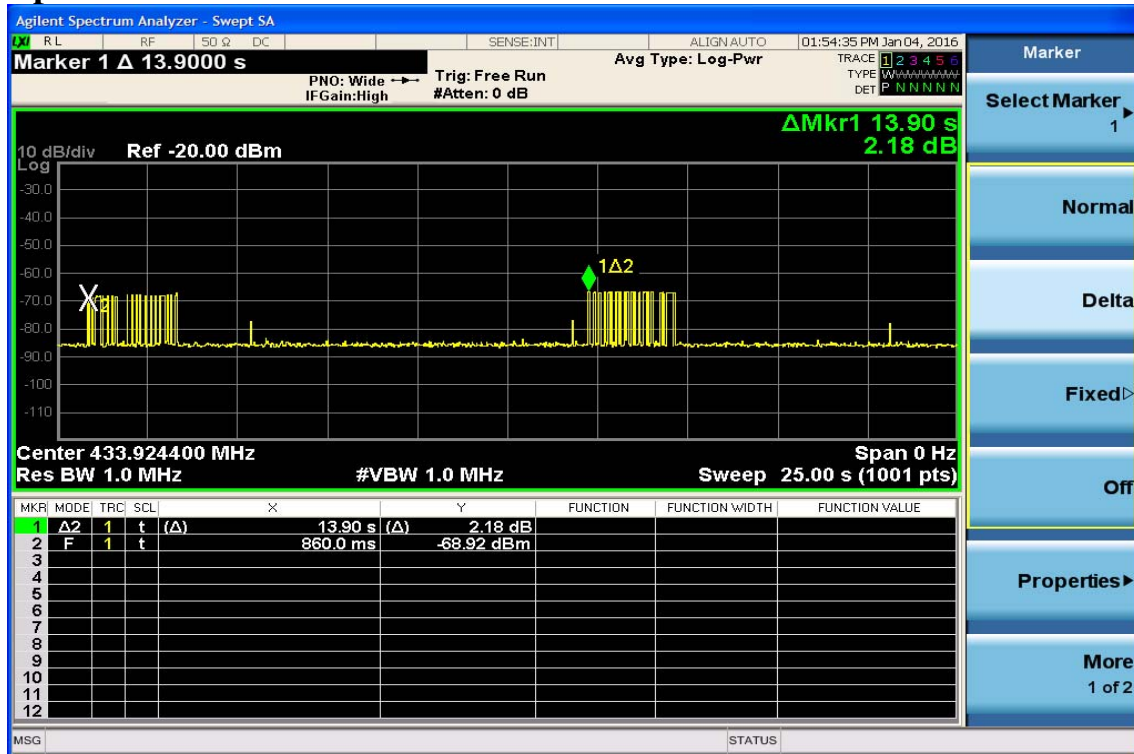 Agilent Spectrum Analyzer - Swept SA
LXI RL RF 50 Ω DC SENSE:INT ALIGN AUTO 01:54:35 PM Jan 04, 2016
Marker 1 Δ 13.9000 s
PNO: Wide
IFGain:High
Trig: Free Run
#Atten: 0 dB
Avg Type: Log-Pwr
TRACE 1 2 3 4 5 6
TYPE W
DET P N N N N N
ΔMkr1 13.90 s
2.18 dB
10 dB/div Ref -20.00 dBm
Log
-30.0
-40.0
-50.0
-60.0
-70.0
-80.0
-90.0
-100
-110
1Δ2
2
Center 433.924400 MHz Span 0 Hz
Res BW 1.0 MHz #VBW 1.0 MHz Sweep 25.00 s (1001 pts)
MKR MODE TRC SCL X Y FUNCTION FUNCTION WIDTH FUNCTION VALUE
1 Δ2 1 t (Δ) 13.90 s (Δ) 2.18 dB
2 F 1 t 860.0 ms -68.92 dBm
3
4
5
6
7
8
9
10
11
12
MSG STATUS
Marker
Select Marker
1
Normal
Delta
Fixed
Off
Properties
More
1 of 2